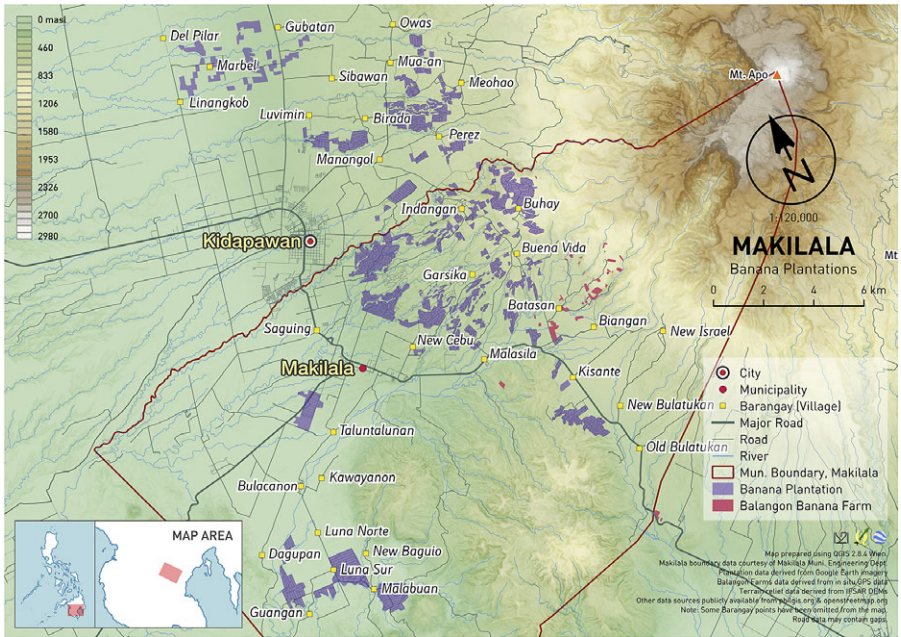 0 masl
460
833
1206
1580
1953
2326
2700
2980
Del Pilar
Gubatan
Owas
Marbel
Mua-an
Sibawan
Meohao
Linangkob
Luvimin
Birada
Perez
Manongol
Mt. Apo
N
1:120,000
MAKILALA
Banana Plantations
0
6 km
Mt
Indangan
Buhay
Kidapawan
Buena Vida
Garsika
Batasan
Biangan
New Israel
Saguing
New Cebu
Malasila
Makilala
Kisante
New Bulatukan
Taluntalunan
Old Bulatukan
Kawayanon
Bulacanon
Luna Norte
Dagupan
New Baguio
Luna Sur
Malabuan
Guangan
City
Municipality
Barangay (Village)
Major Road
Road
River
Mun. Boundary, Makilala
Banana Plantation
Balangon Banana Farm
MAP AREA
Map prepared using QGIS 2.8.4 Wien.
Makilala boundary data courtesy of Makilala Muni. Engineering Dept.
Plantation data derived from Google Earth imagery
Balangon Farms data derived from in situ GPS data
Terrain relief data derived from IFSAR DEMs
Other data sources publicly available from philgis.org & openstreetmap.org
Note: Some Barangay points have been omitted from the map.
Road data may contain gaps.